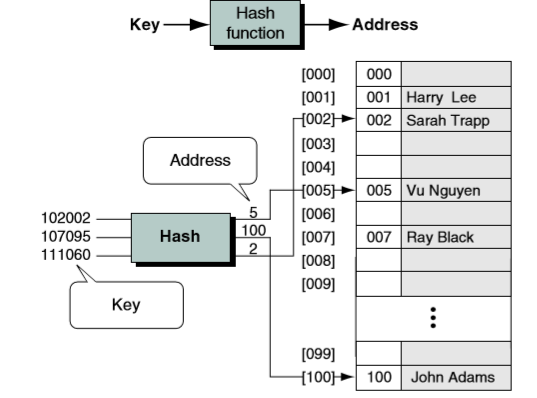 Key
Hash
function
Address
[000] 000
[001] 001 Harry Lee
[002] 002 Sarah Trapp
[003]
[004]
Address
[005] 005 Vu Nguyen
5
[006]
102002
107095
111060
Hash
100
2
[007] 007 Ray Black
[008]
[009]
Key
[099]
[100] 100 John Adams